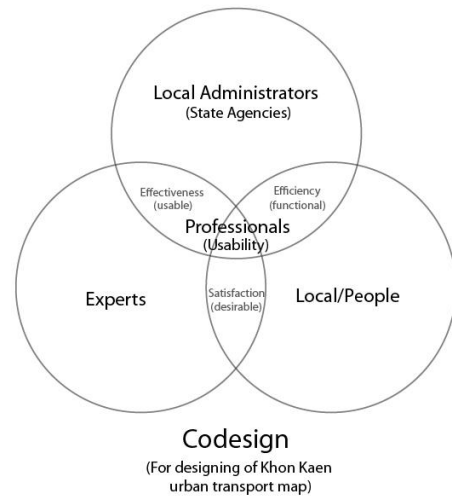 Local Administrators
(State Agencies)
Effectiveness
(usable)
Efficiency
(functional)
Professionals
(Usability)
Experts
Satisfaction
(desirable)
Local/People
Codesign
(For designing of Khon Kaen
urban transport map)